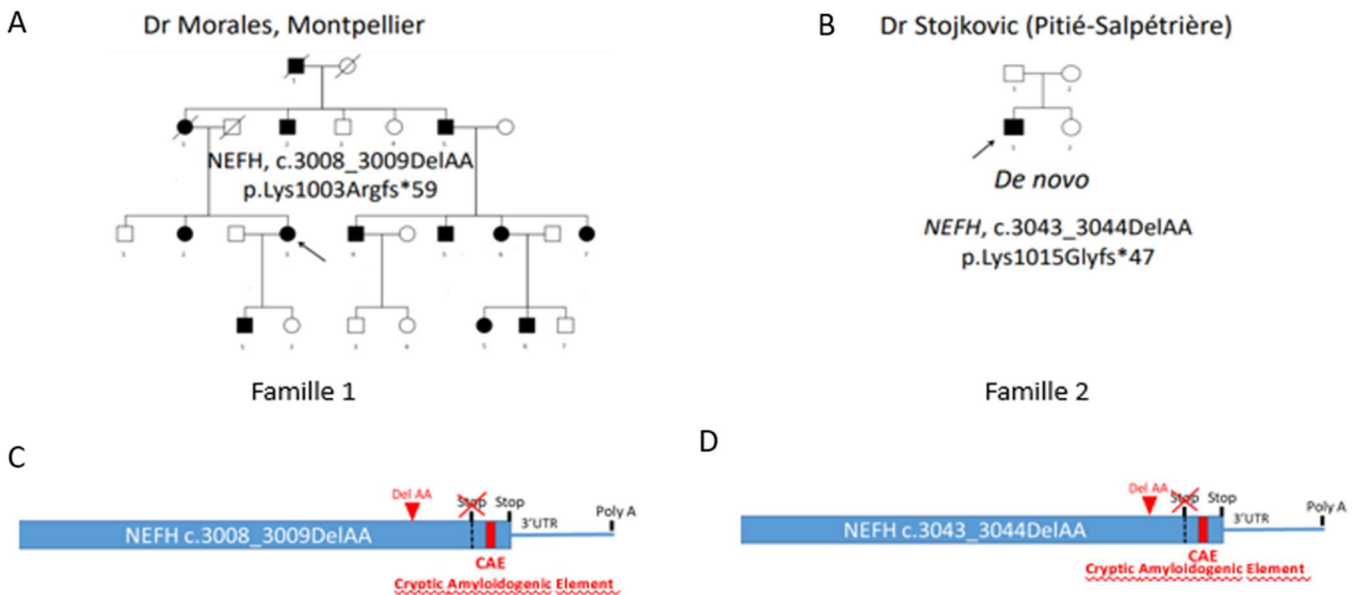 A
Dr Morales, Montpellier
NEFH, c.3008_3009DelAA
p.Lys1003Argfs*59
Famille 1
B
Dr Stojkovic (Pitié-Salpétrière)
De novo
NEFH, c.3043_3044DelAA
p.Lys1015Glyfs*47
Famille 2
C
Del AA
Stop Stop
Poly A
3'UTR
NEFH c.3008_3009DelAA
CAE
Cryptic Amyloidogenic Element
D
Del AA
Stop Stop
Poly A
3'UTR
NEFH c.3043_3044DelAA
CAE
Cryptic Amyloidogenic Element